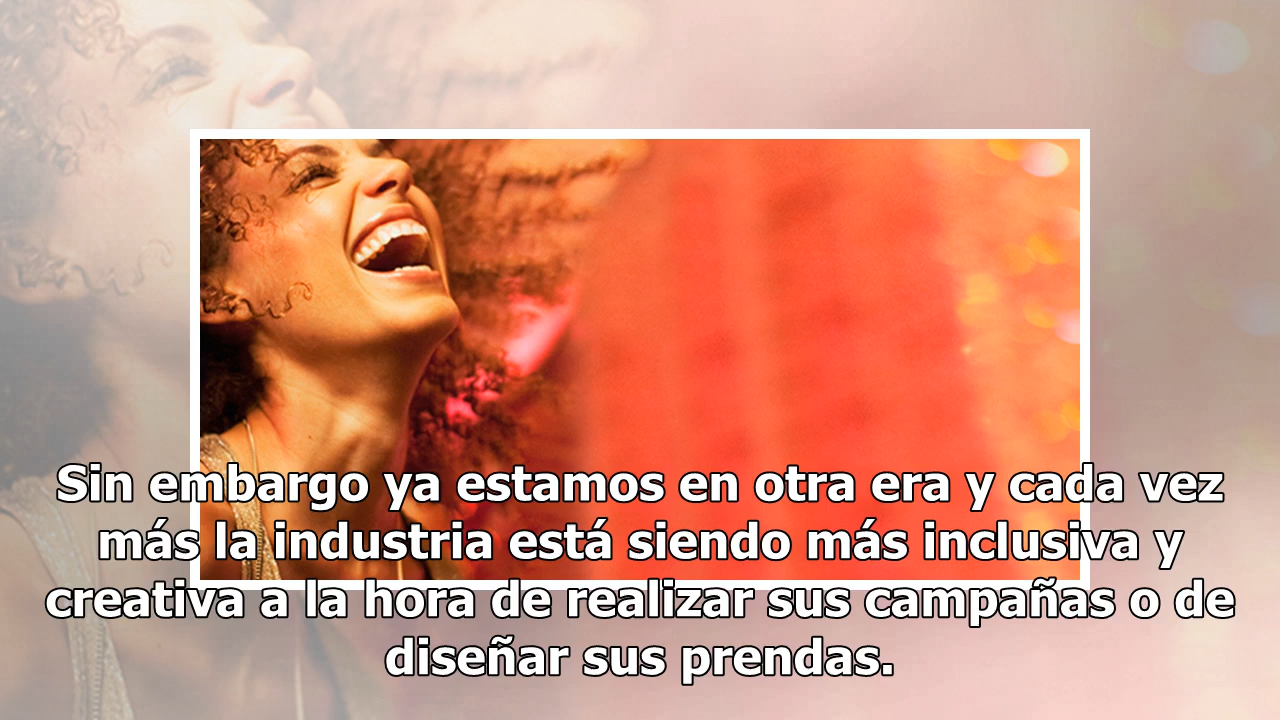 Sin embargo ya estamos en otra era y cada vez
más la industria está siendo más inclusiva y
creativa a la hora de realizar sus campañas o de
diseñar sus prendas.